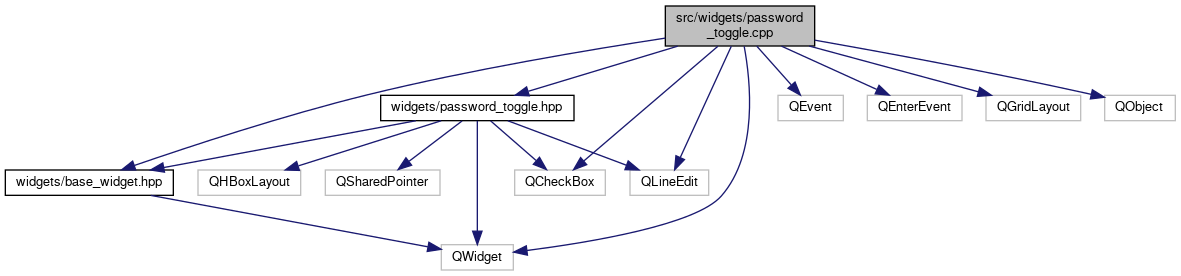 src/widgets/password
_toggle.cpp
widgets/password_toggle.hpp
QEvent
QEnterEvent
QGridLayout
QObject
widgets/base_widget.hpp
QHBoxLayout
QSharedPointer
QCheckBox
QLineEdit
QWidget